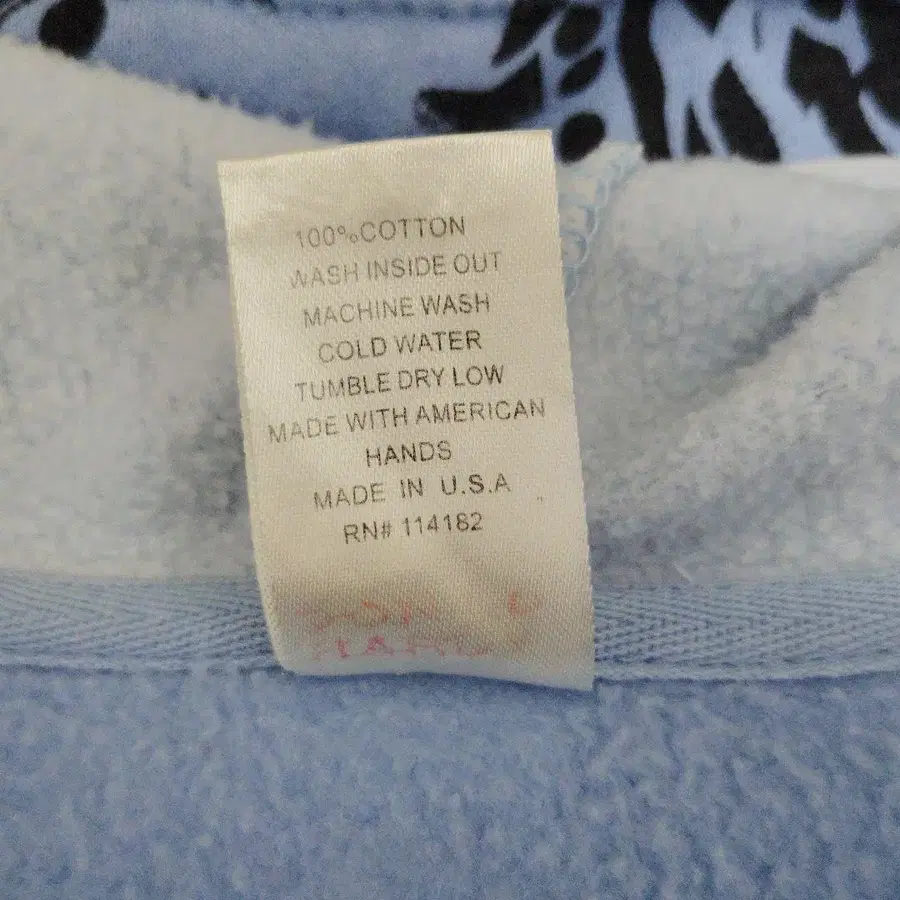 100%COTTON
WASH INSIDE OUT
MACHINE WASH
COLD WATER
TUMBLE DRY LOW
MADE WITH AMERICAN
HANDS
MADE IN U.S.A
RN# 114182